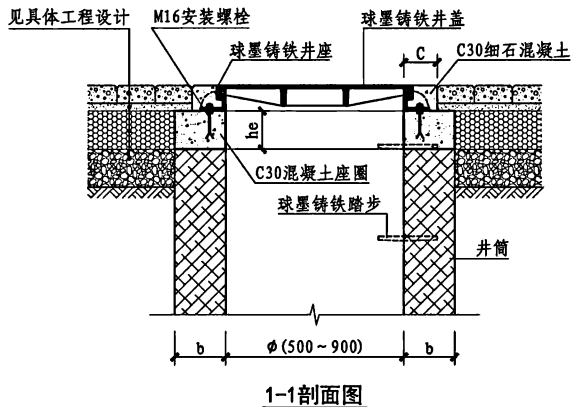 见具体工程设计
M16安装螺栓
球墨铸铁井座
球墨铸铁井盖
C
C30细石混凝土
he
C30混凝土座圈
球墨铸铁踏步
井筒
b
ϕ(500~900)
b
1-1剖面图